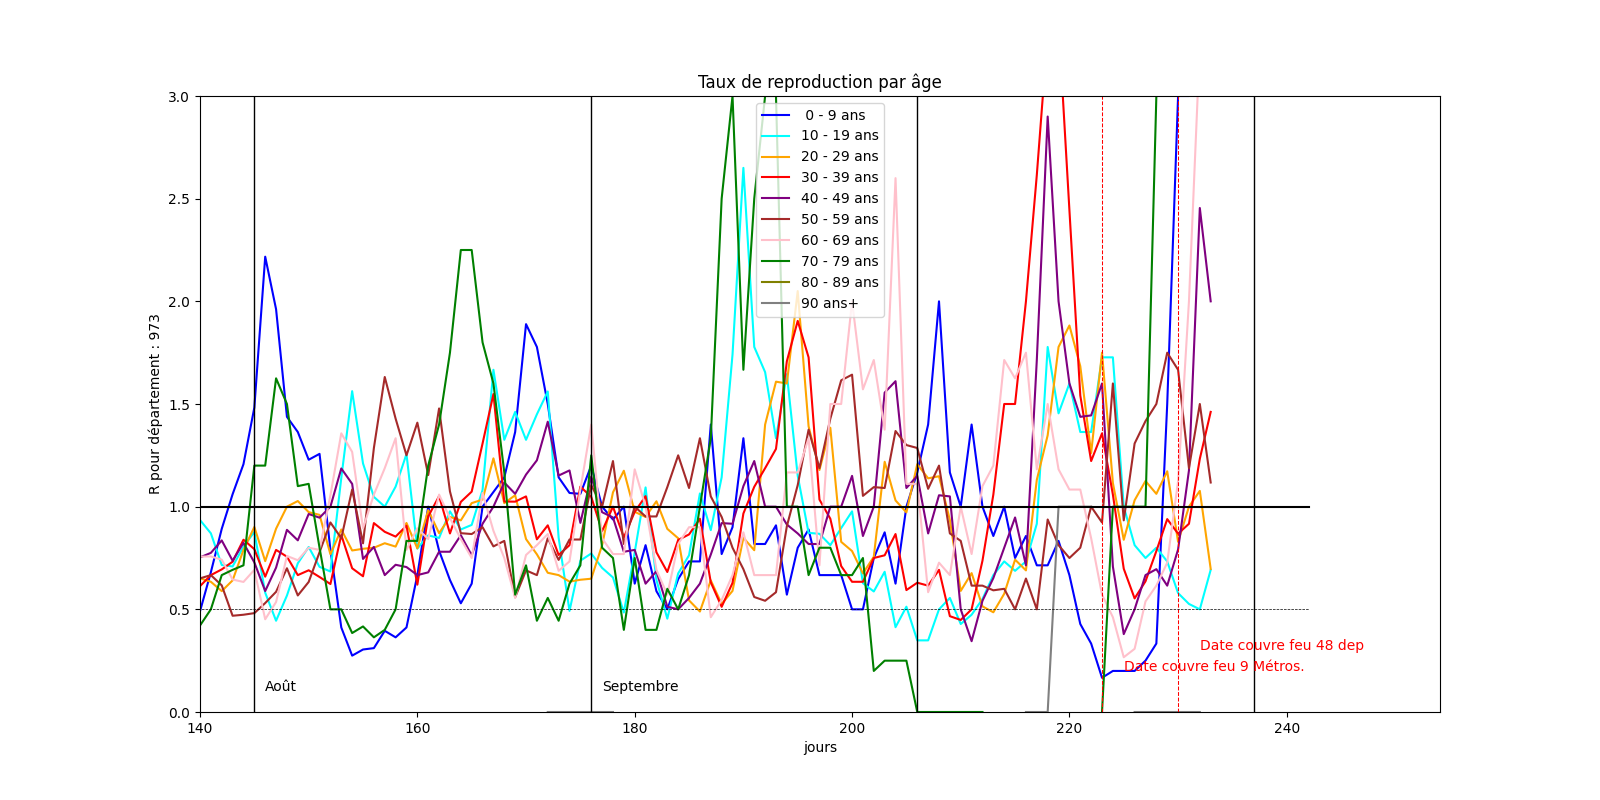 Taux de reproduction par âge
3.0
2.5
2.0
1.5
1.0
0.5
0.0
R pour département : 973
0 - 9 ans
10 - 19 ans
20 - 29 ans
30 - 39 ans
40 - 49 ans
50 - 59 ans
60 - 69 ans
70 - 79 ans
80 - 89 ans
90 ans+
Date couvre feu 48 dep
Date couvre feu 9 Métros.
Août
Septembre
140
160
180
200
220
240
jours